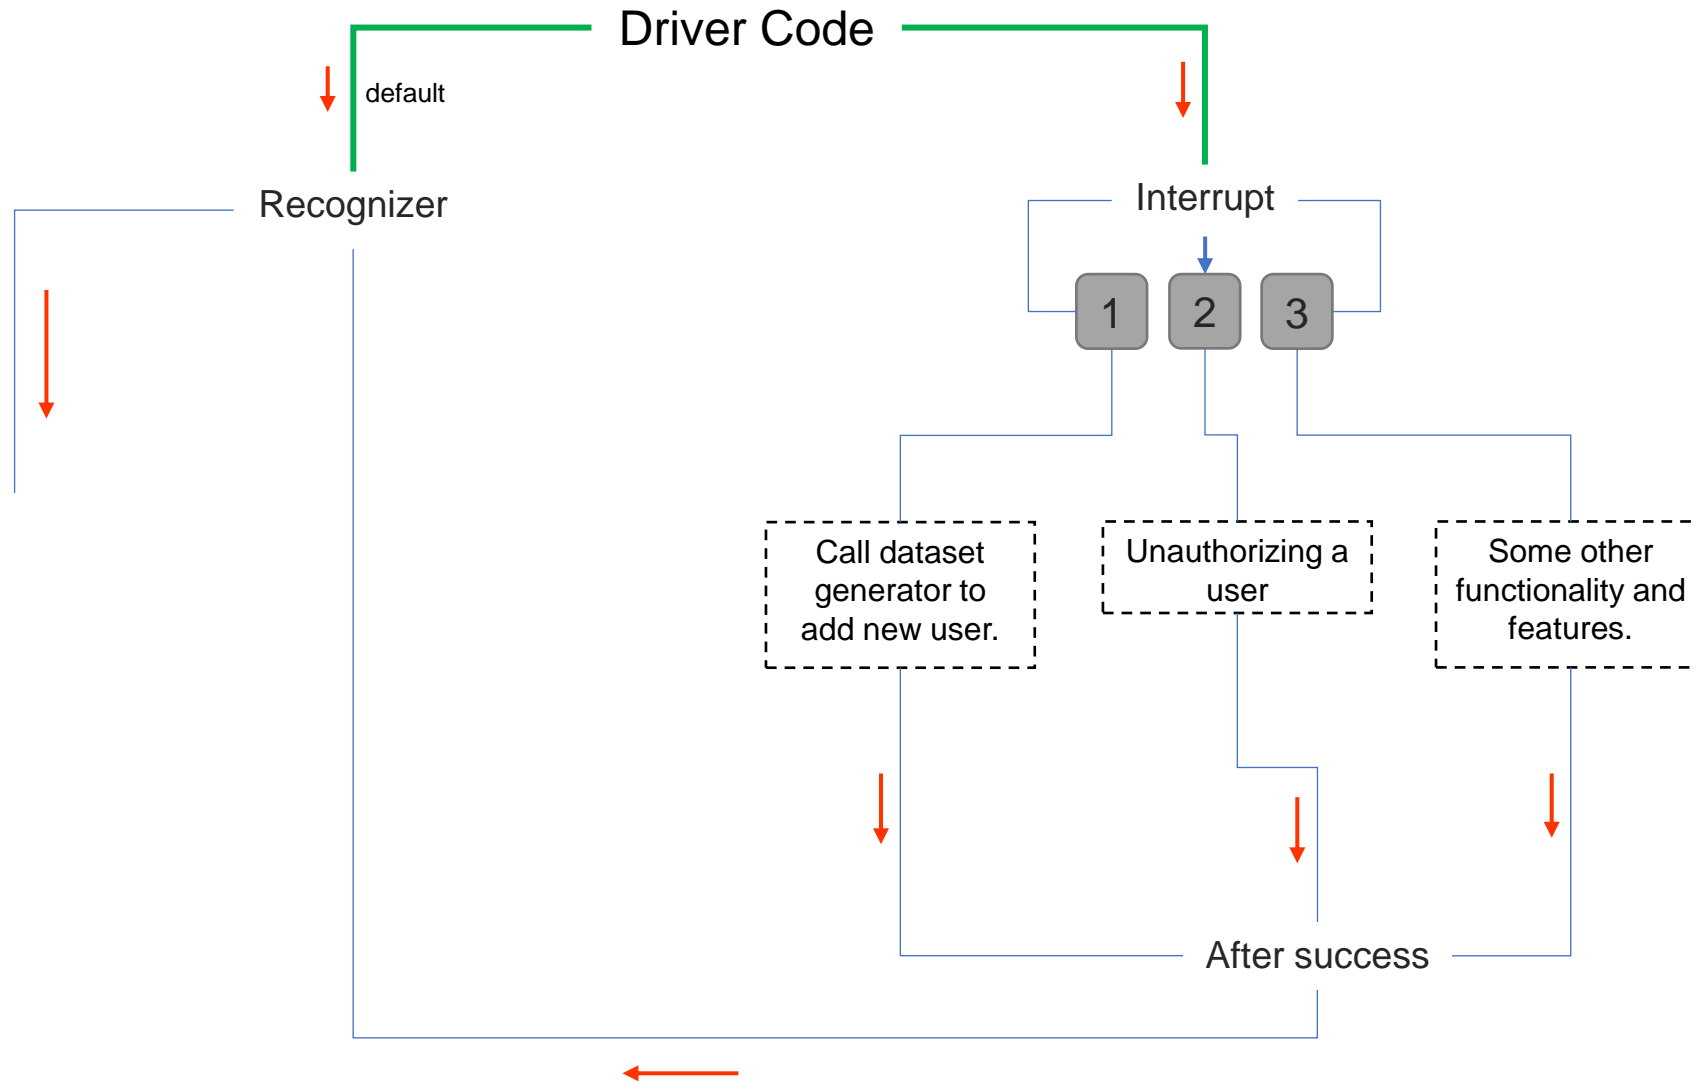 Driver Code
default
Recognizer
Interrupt
1
2
3
Call dataset
generator to
add new user.
Unauthorizing a
user
Some other
functionality and
features.
After success